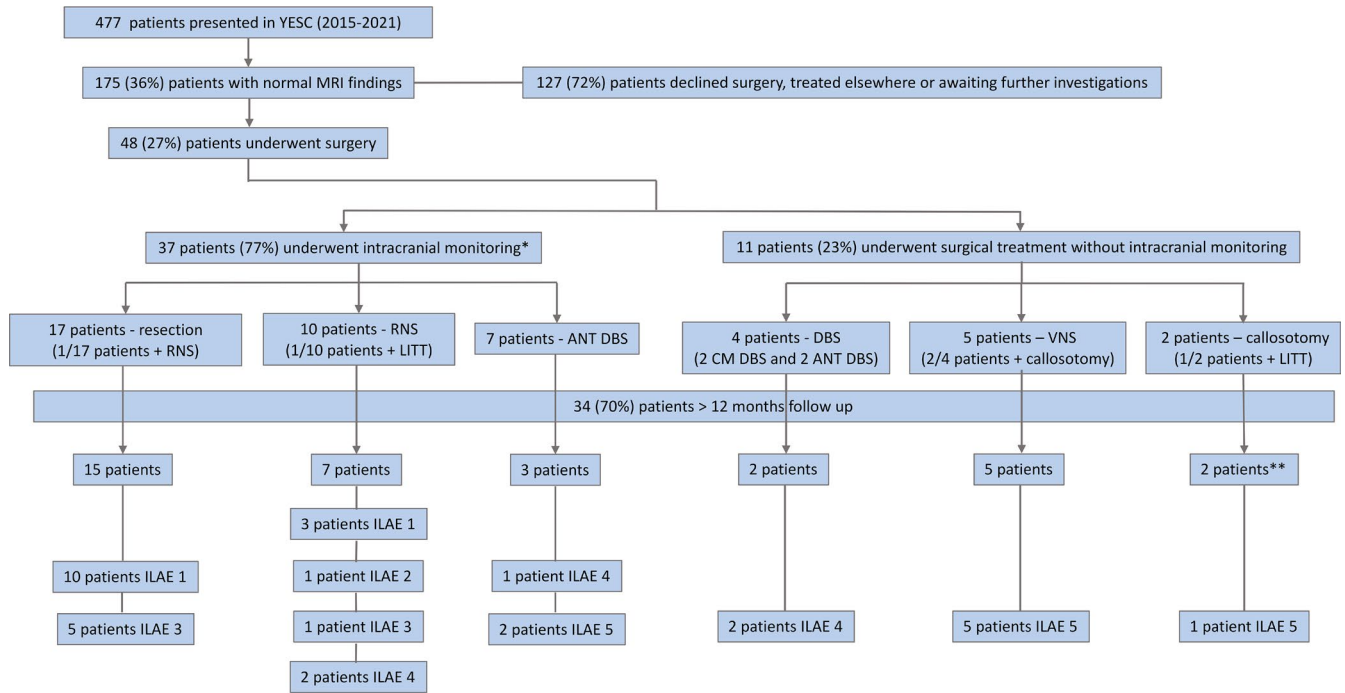 477 patients presented in YESC (2015-2021)
175 (36%) patients with normal MRI findings
127 (72%) patients declined surgery, treated elsewhere or awaiting further investigations
48 (27%) patients underwent surgery
37 patients (77%) underwent intracranial monitoring*
11 patients (23%) underwent surgical treatment without intracranial monitoring
17 patients - resection
(1/17 patients + RNS)
10 patients - RNS
(1/10 patients + LITT)
7 patients - ANT DBS
4 patients - DBS
(2 CM DBS and 2 ANT DBS)
5 patients – VNS
(2/4 patients + callosotomy)
2 patients – callosotomy
(1/2 patients + LITT)
34 (70%) patients > 12 months follow up
15 patients
7 patients
3 patients
2 patients
5 patients
2 patients**
3 patients ILAE 1
10 patients ILAE 1
1 patient ILAE 2
1 patient ILAE 4
5 patients ILAE 3
1 patient ILAE 3
2 patients ILAE 5
2 patients ILAE 4
5 patients ILAE 5
1 patient ILAE 5
2 patients ILAE 4